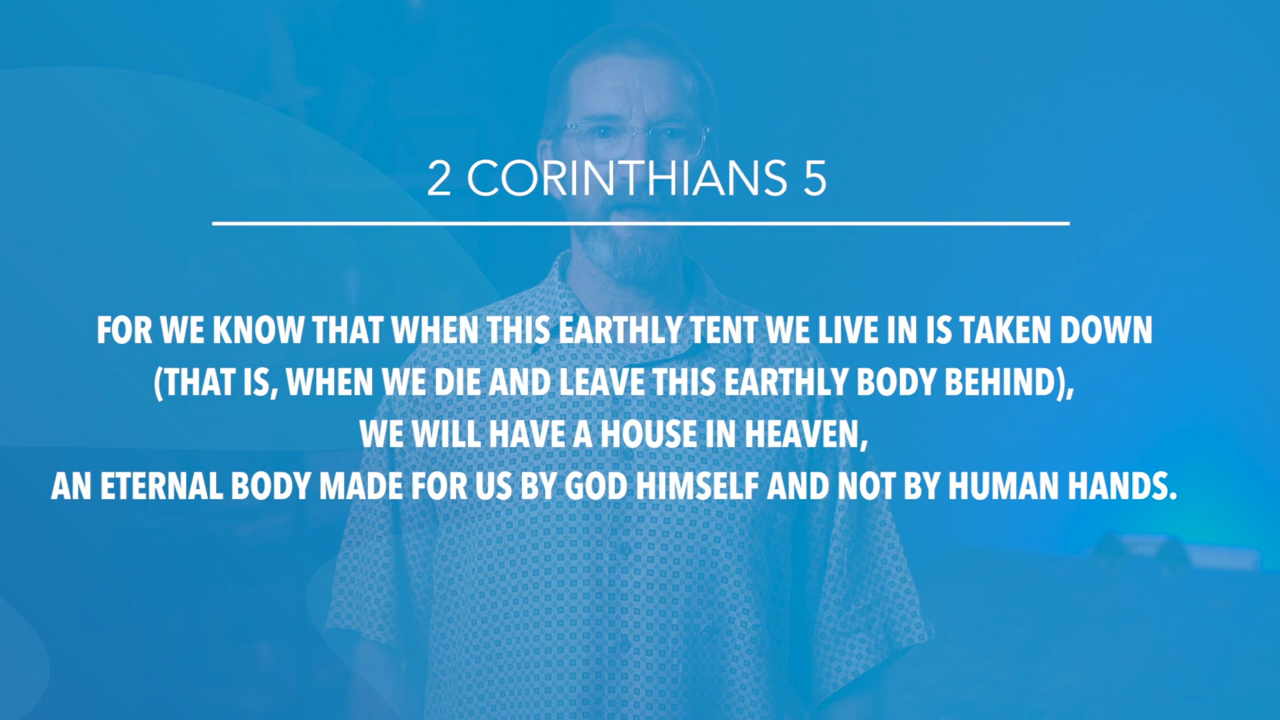 2 CORINTHIANS 5
FOR WE KNOW THAT WHEN THIS EARTHLY TENT WE LIVE IN IS TAKEN DOWN
(THAT IS, WHEN WE DIE AND LEAVE THIS EARTHLY BODY BEHIND),
WE WILL HAVE A HOUSE IN HEAVEN,
AN ETERNAL BODY MADE FOR US BY GOD HIMSELF AND NOT BY HUMAN HANDS.